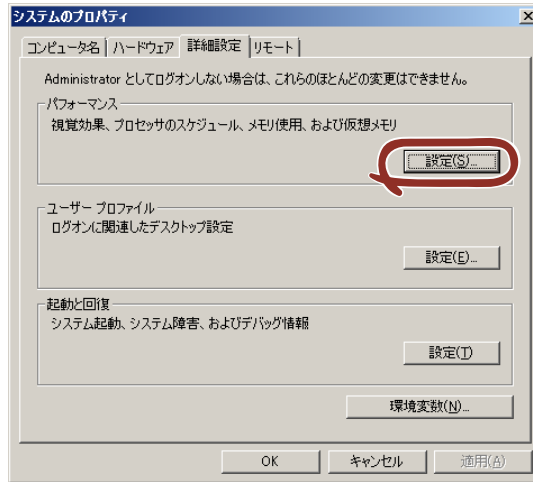 システムのプロパティ
コンピュータ名 ハードウェア 詳細設定 リモート
Administrator としてログオンしない場合は、これらのほとんどの変更はできません。
パフォーマンス
視覚効果、プロセッサのスケジュール、メモリ使用、および仮想メモリ
設定(S)...
ユーザー プロファイル
ログオンに関連したデスクトップ設定
設定(E)...
起動と回復
システム起動、システム障害、およびデバッグ情報
設定(T)
環境変数(N)...
OK キャンセル 適用(A)